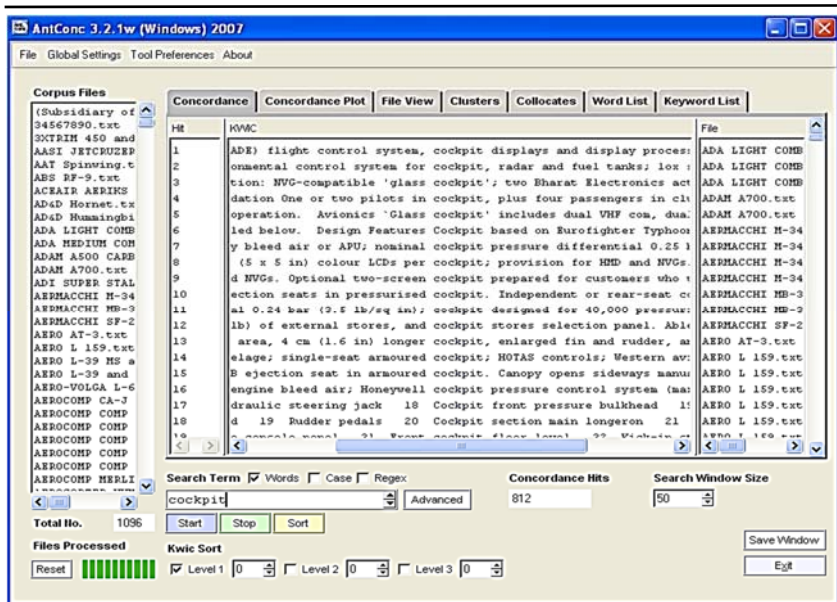 AntConc 3.2.1w (Windows) 2007
File Global Settings Tool Preferences About
Corpus Files
(Subsidiary of
34567890.txt
3XTRIM 450 and
AASI JETCRUZER
AAT Spinwing.t
ABS RF-9.txt
ACEAIR AERIKS
AD&D Hornet.tx
AD&D Hummingbi
ADA LIGHT COMB
ADA MEDIUM COM
ADAM A500 CARB
ADAM A700.txt
ADI SUPER STAL
AERMACCHI M-34
AERMACCHI MB-3
AERMACCHI SF-2
AERO AT-3.txt
AERO L 159.txt
AERO L-39 MS a
AERO L-39 and
AERO-VOLGA L-6
AEROCOMP CA-J
AEROCOMP COMP
AEROCOMP COMP
AEROCOMP COMP
AEROCOMP COMP
AEROCOMP MERLI
Total No. 1096
Files Processed
Reset
Concordance Concordance Plot File View Clusters Collocates Word List Keyword List
Hit KWIC File
1 ADE) flight control system, cockpit displays and display process ADA LIGHT COMB
2 onmental control system for cockpit, radar and fuel tanks; lox ADA LIGHT COMB
3 tion: NVG-compatible 'glass cockpit'; two Bharat Electronics act ADA LIGHT COMB
4 dation One or two pilots in cockpit, plus four passengers in clu ADAM A700.txt
5 operation. Avionics 'Glass cockpit' includes dual VHF com, dua ADAM A700.txt
6 led below. Design Features Cockpit based on Eurofighter Typhoon AERMACCHI M-34
7 y bleed air or APU; nominal cockpit pressure differential 0.25 AERMACCHI M-34
8 (5 x 5 in) colour LCDs per cockpit; provision for HMD and NVGs. AERMACCHI M-34
9 d NVGs. Optional two-screen cockpit prepared for customers who AERMACCHI M-34
10 ection seats in pressurised cockpit. Independent or rear-seat co AERMACCHI MB-3
11 al 0.24 bar (3.5 lb/sq in); cockpit designed for 40,000 pressur AERMACCHI MB-3
12 lb) of external stores, and cockpit stores selection panel. Abl AERMACCHI SF-2
13 area, 4 cm (1.6 in) longer cockpit, enlarged fin and rudder, a AERO AT-3.txt
14 elage; single-seat armoured cockpit; HOTAS controls; Western av AERO L 159.txt
15 B ejection seat in armoured cockpit. Canopy opens sideways manu AERO L 159.txt
16 engine bleed air; Honeywell cockpit pressure control system (ma AERO L 159.txt
17 draulic steering jack 18 Cockpit front pressure bulkhead AERO L 159.txt
18 d 19 Rudder pedals 20 Cockpit section main longeron 21 AERO L 159.txt
Search Term Words Case Regex Concordance Hits Search Window Size
cockpit Advanced 812 50
Start Stop Sort
Kwic Sort
Level 1 0 Level 2 0 Level 3 0
Save Window
Exit